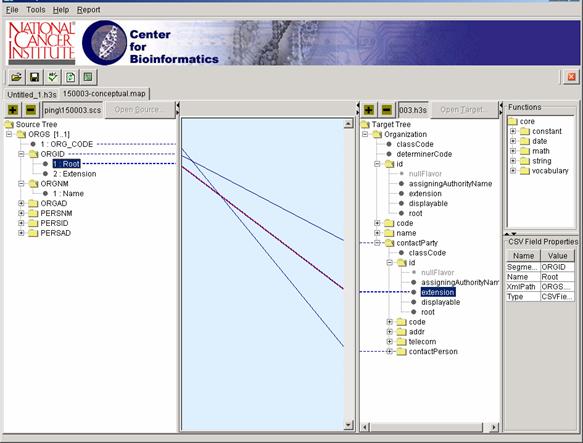 File Tools Help Report
NATIONAL
CANCER
INSTITUTE
Center
for
Bioinformatics
Untitled_1.h3s
150003-conceptual.map
ping\150003.scs
Open Source...
Source Tree
ORGS [1..1]
1 : ORG_CODE
ORGID
1 : Root
2 : Extension
ORGNM
1 : Name
ORGAD
PERSNM
PERSID
PERSAD
003.h3s
Open Target...
Target Tree
Organization
classCode
determinerCode
id
nullFlavor
assigningAuthorityName
extension
displayable
root
code
name
contactParty
classCode
id
nullFlavor
assigningAuthorityNam
extension
displayable
root
code
addr
telecom
contactPerson
Functions
core
constant
date
math
string
vocabulary
CSV Field Properties
Name Value
Segme... ORGID
Name Root
XmlPath ORGS....
Type CSVFie...